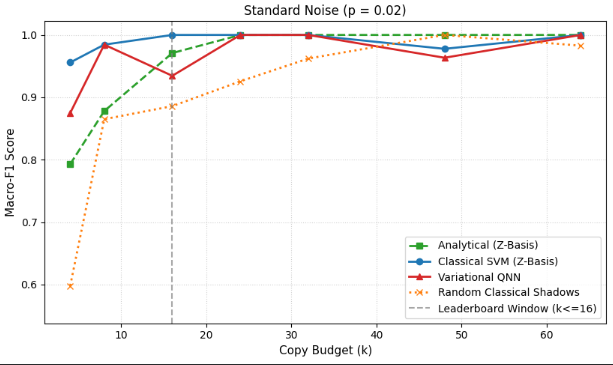 Standard Noise (p = 0.02)
Macro-F1 Score
1.0
0.9
0.8
0.7
0.6
Analytical (Z-Basis)
Classical SVM (Z-Basis)
Variational QNN
Random Classical Shadows
Leaderboard Window (k<=16)
10 20 30 40 50 60
Copy Budget (k)